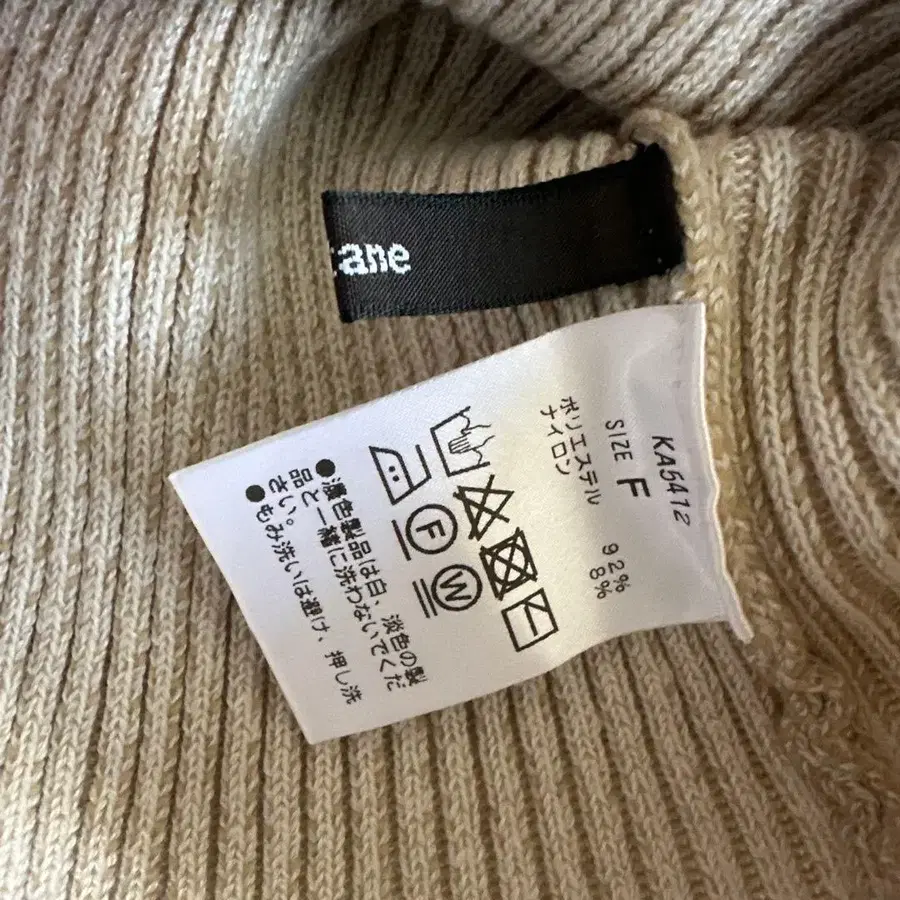 ame
KA5412
SIZE F
ポリエステル 92%
ナイロン 8%
F
W
●濃色製品は白、淡色の製
品と一緒に洗わないでくだ
さい。
●もみ洗いは避け、押し洗